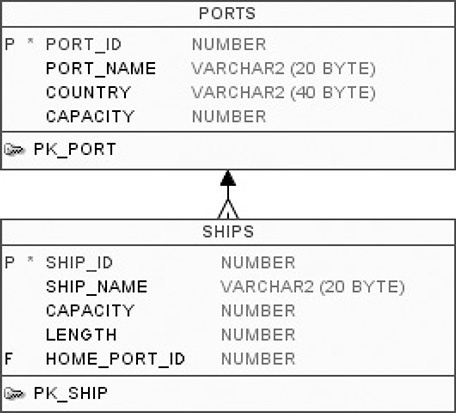 PORTS
P * PORT_ID NUMBER
PORT_NAME VARCHAR2 (20 BYTE)
COUNTRY VARCHAR2 (40 BYTE)
CAPACITY NUMBER
PK_PORT
SHIPS
P * SHIP_ID NUMBER
SHIP_NAME VARCHAR2 (20 BYTE)
CAPACITY NUMBER
LENGTH NUMBER
F HOME_PORT_ID NUMBER
PK_SHIP